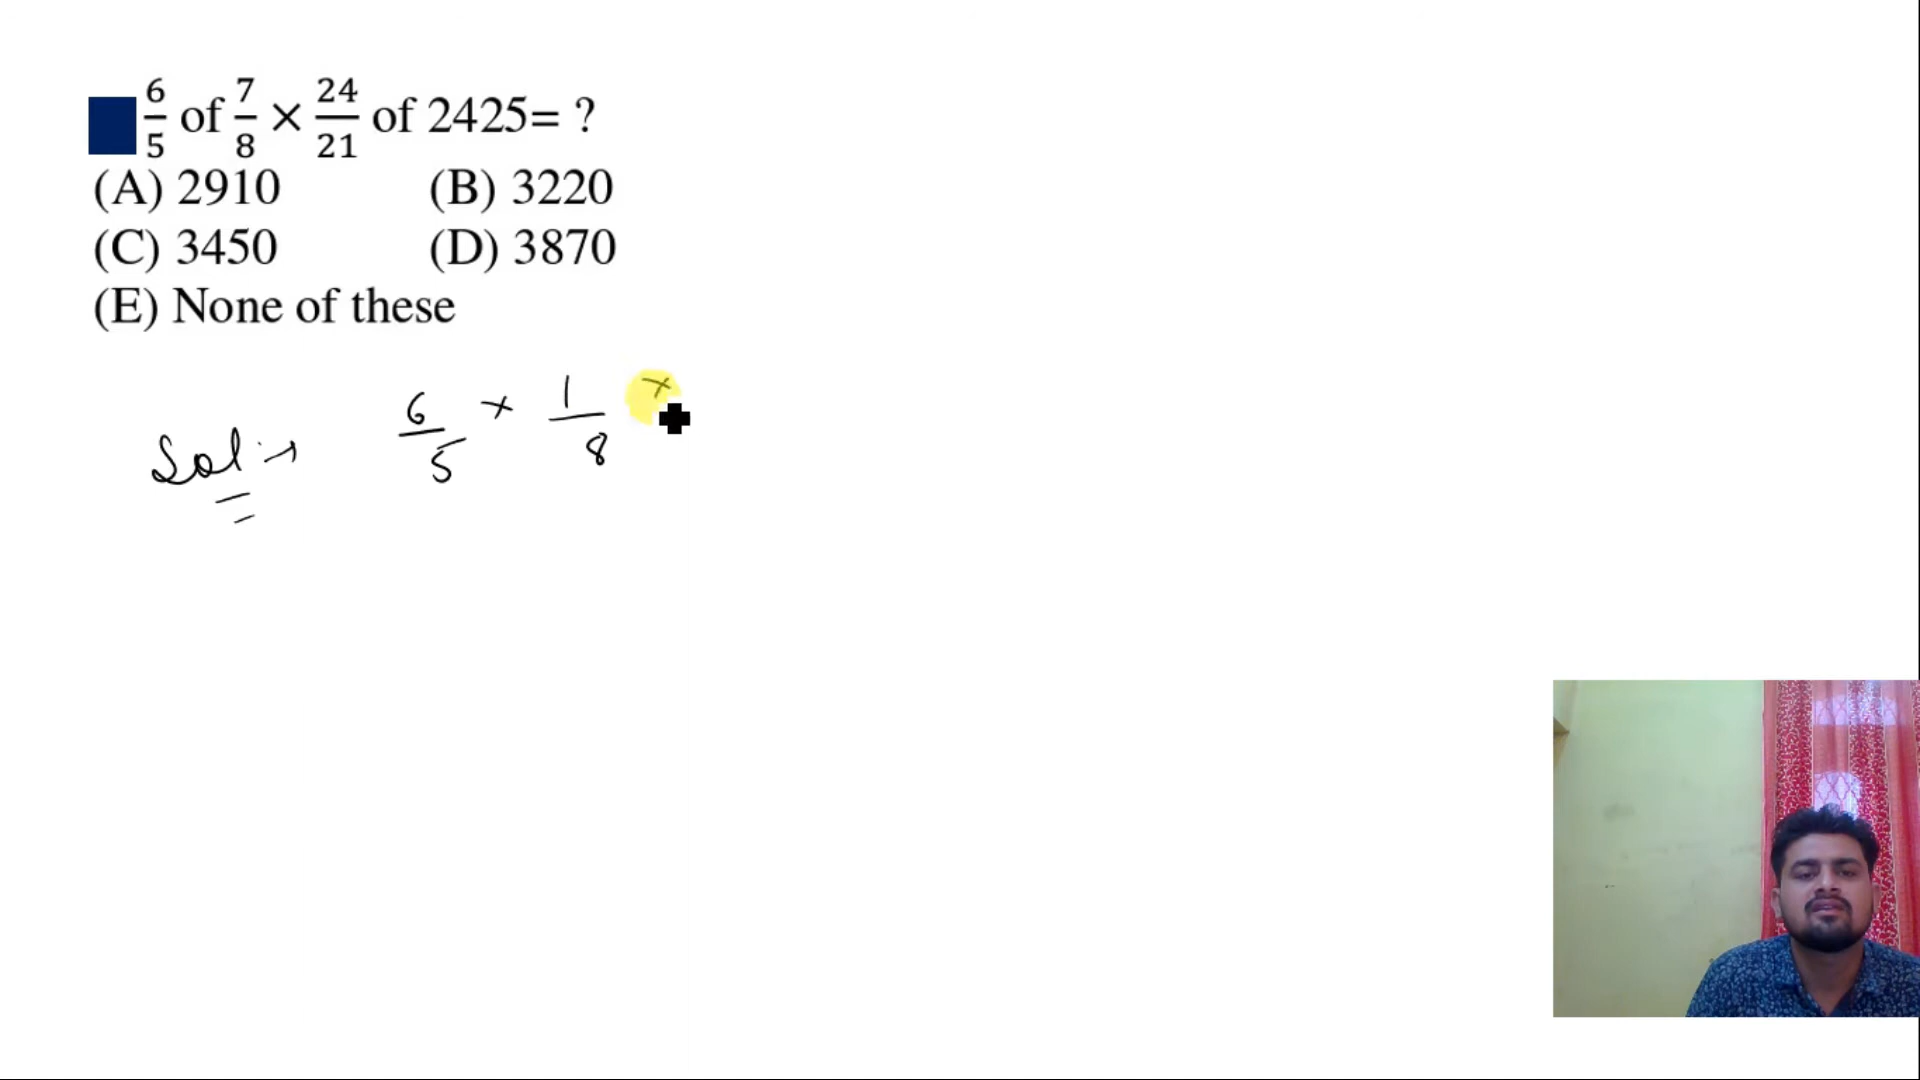 6/5 of 7/8 × 24/21 of 2425= ?
(A) 2910 (B) 3220
(C) 3450 (D) 3870
(E) None of these
Sol:→ 6/5 × 1/8 ×